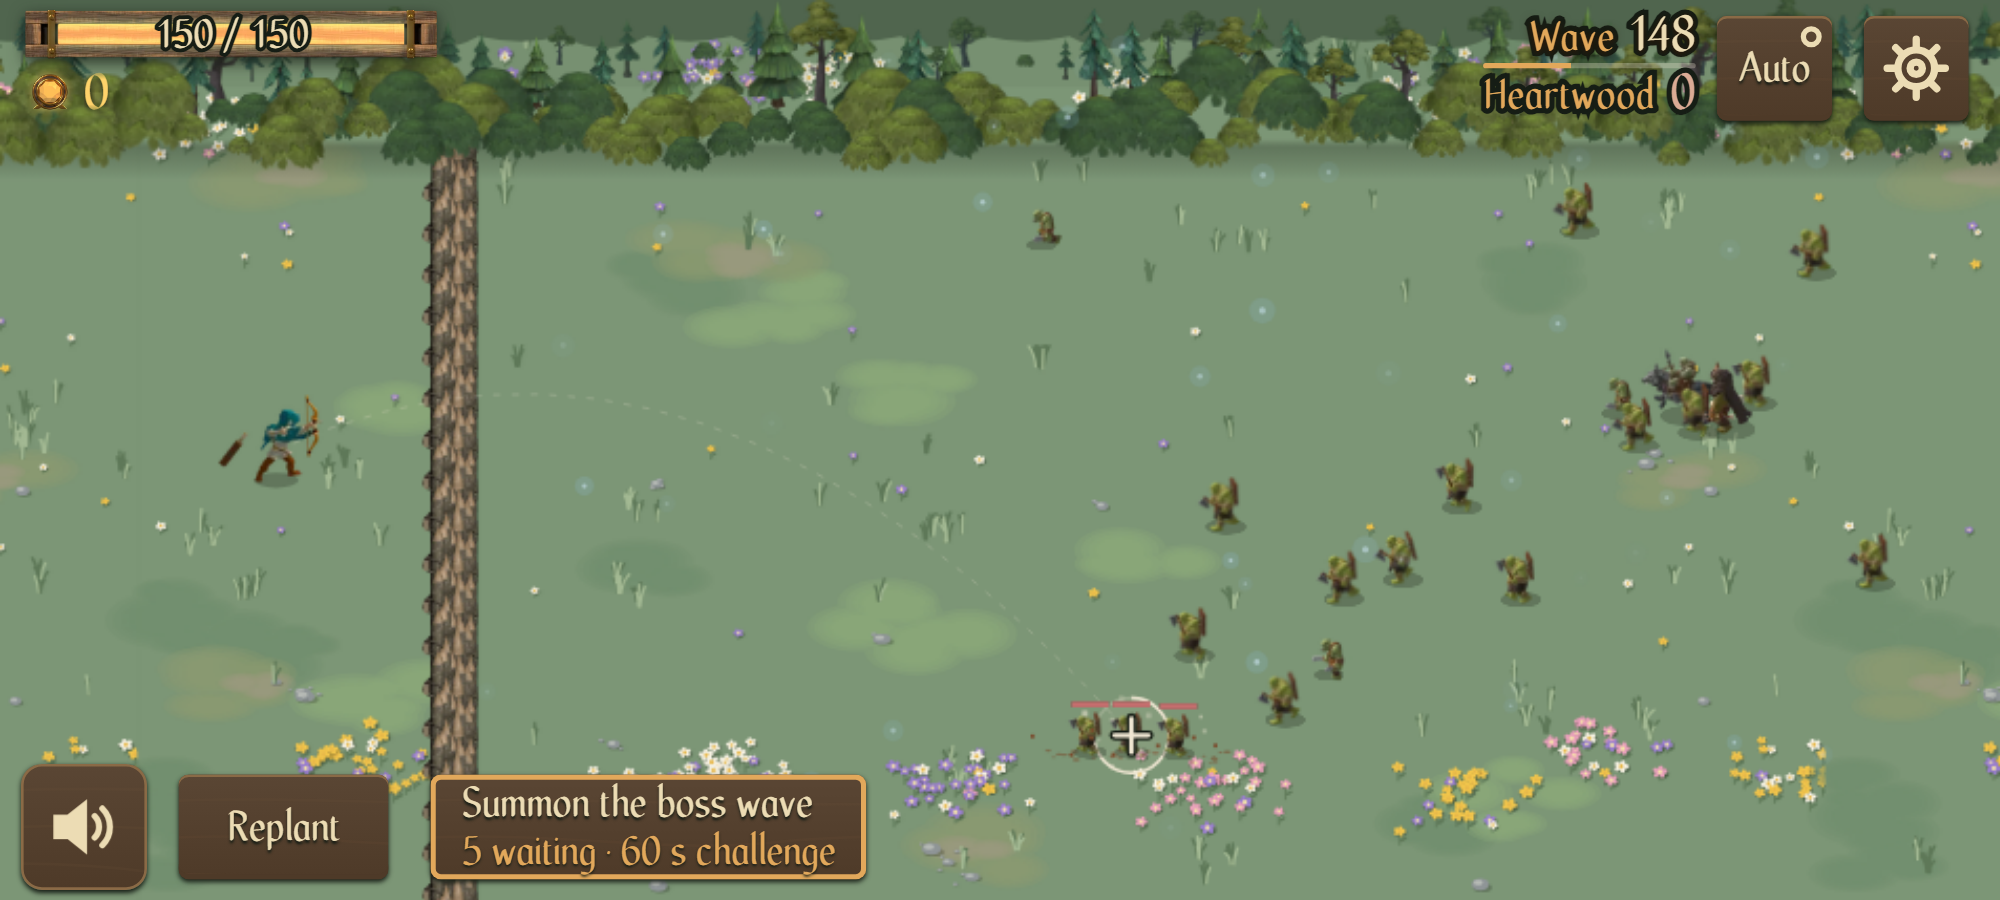 150 / 150
0
Wave 148
Heartwood 0
Auto
Replant
Summon the boss wave
5 waiting · 60 s challenge